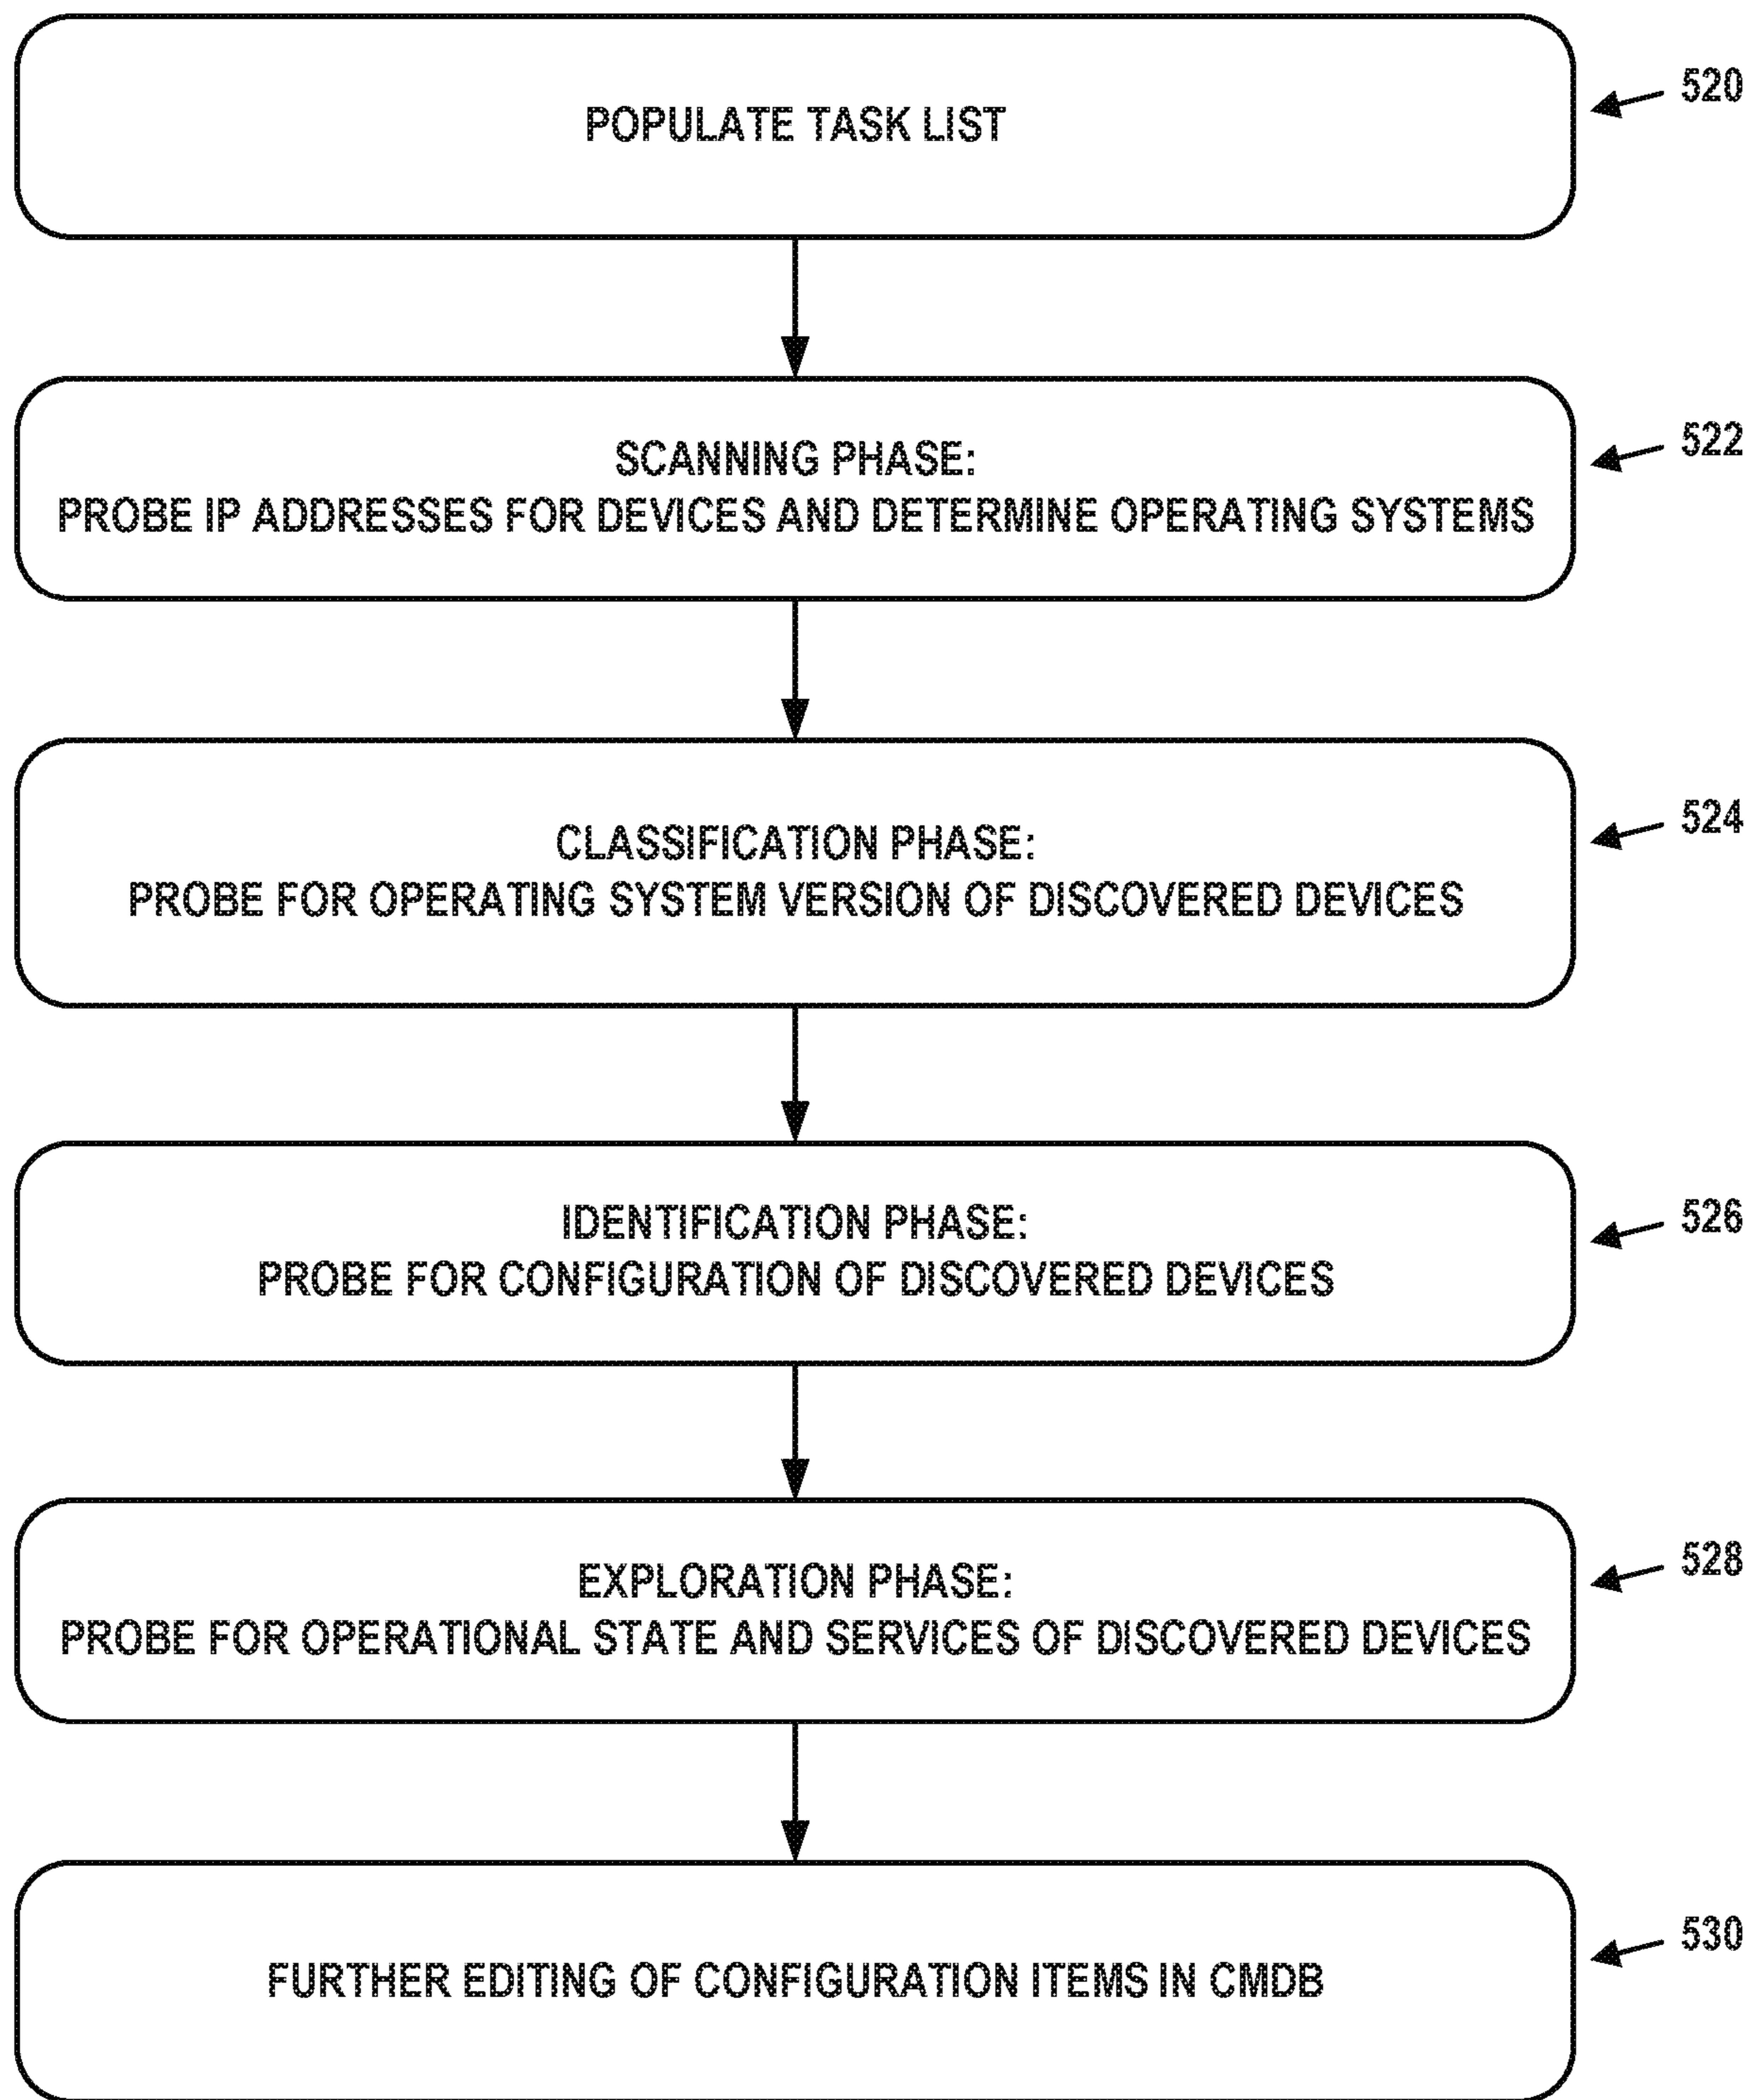 POPULATE TASK LIST
520
SCANNING PHASE:
PROBE IP ADDRESSES FOR DEVICES AND DETERMINE OPERATING SYSTEMS
522
CLASSIFICATION PHASE:
PROBE FOR OPERATING SYSTEM VERSION OF DISCOVERED DEVICES
524
IDENTIFICATION PHASE:
PROBE FOR CONFIGURATION OF DISCOVERED DEVICES
526
EXPLORATION PHASE:
PROBE FOR OPERATIONAL STATE AND SERVICES OF DISCOVERED DEVICES
528
FURTHER EDITING OF CONFIGURATION ITEMS IN CMDB
530